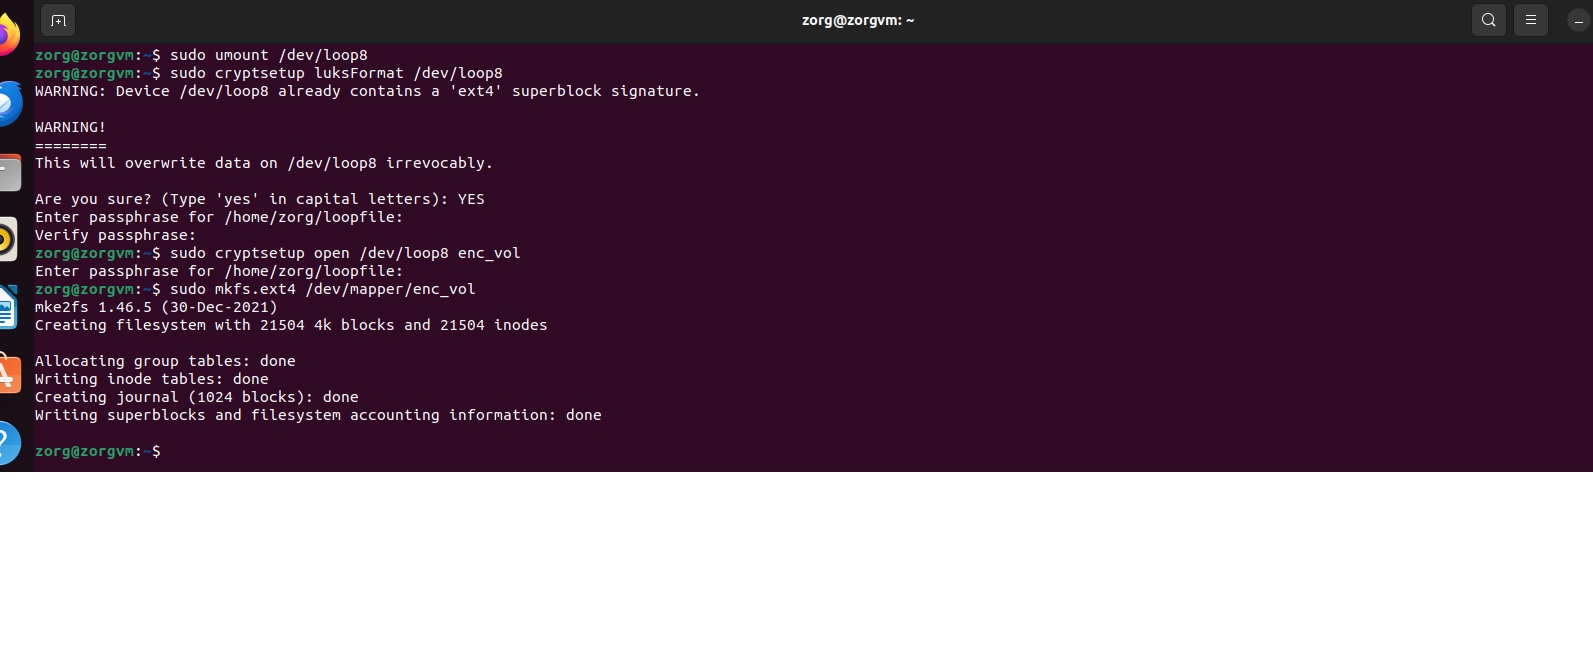 zorg@zorgvm: ~
zorg@zorgvm:~$ sudo umount /dev/loop8
zorg@zorgvm:~$ sudo cryptsetup luksFormat /dev/loop8
WARNING: Device /dev/loop8 already contains a 'ext4' superblock signature.
WARNING!
========
This will overwrite data on /dev/loop8 irrevocably.
Are you sure? (Type 'yes' in capital letters): YES
Enter passphrase for /home/zorg/loopfile:
Verify passphrase:
zorg@zorgvm:~$ sudo cryptsetup open /dev/loop8 enc_vol
Enter passphrase for /home/zorg/loopfile:
zorg@zorgvm:~$ sudo mkfs.ext4 /dev/mapper/enc_vol
mke2fs 1.46.5 (30-Dec-2021)
Creating filesystem with 21504 4k blocks and 21504 inodes
Allocating group tables: done
Writing inode tables: done
Creating journal (1024 blocks): done
Writing superblocks and filesystem accounting information: done
zorg@zorgvm:~$